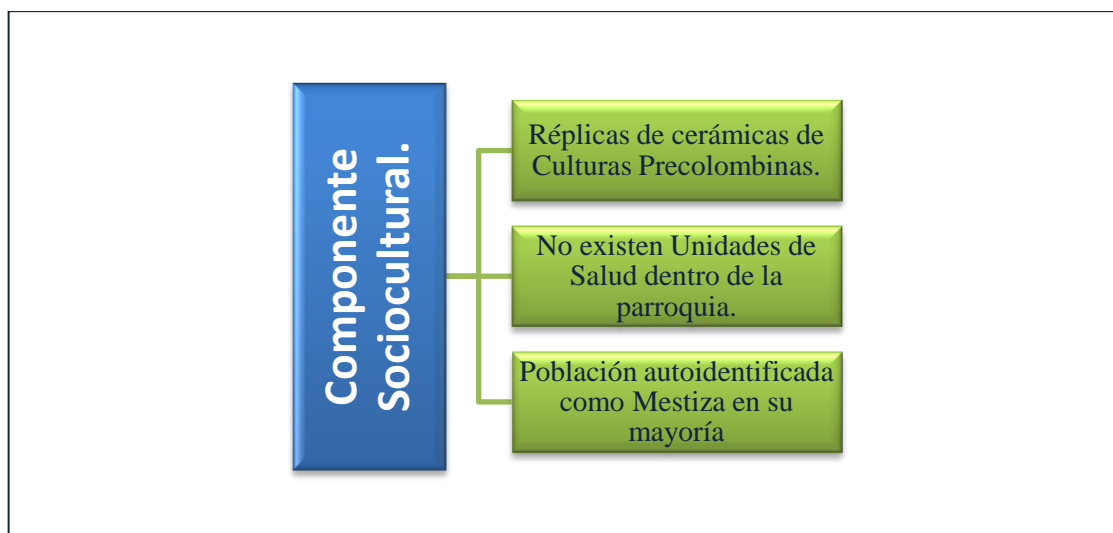 Componente
Sociocultural.
Réplicas de cerámicas de
Culturas Precolombinas.
No existen Unidades de
Salud dentro de la
parroquia.
Población autoidentificada
como Mestiza en su
mayoría